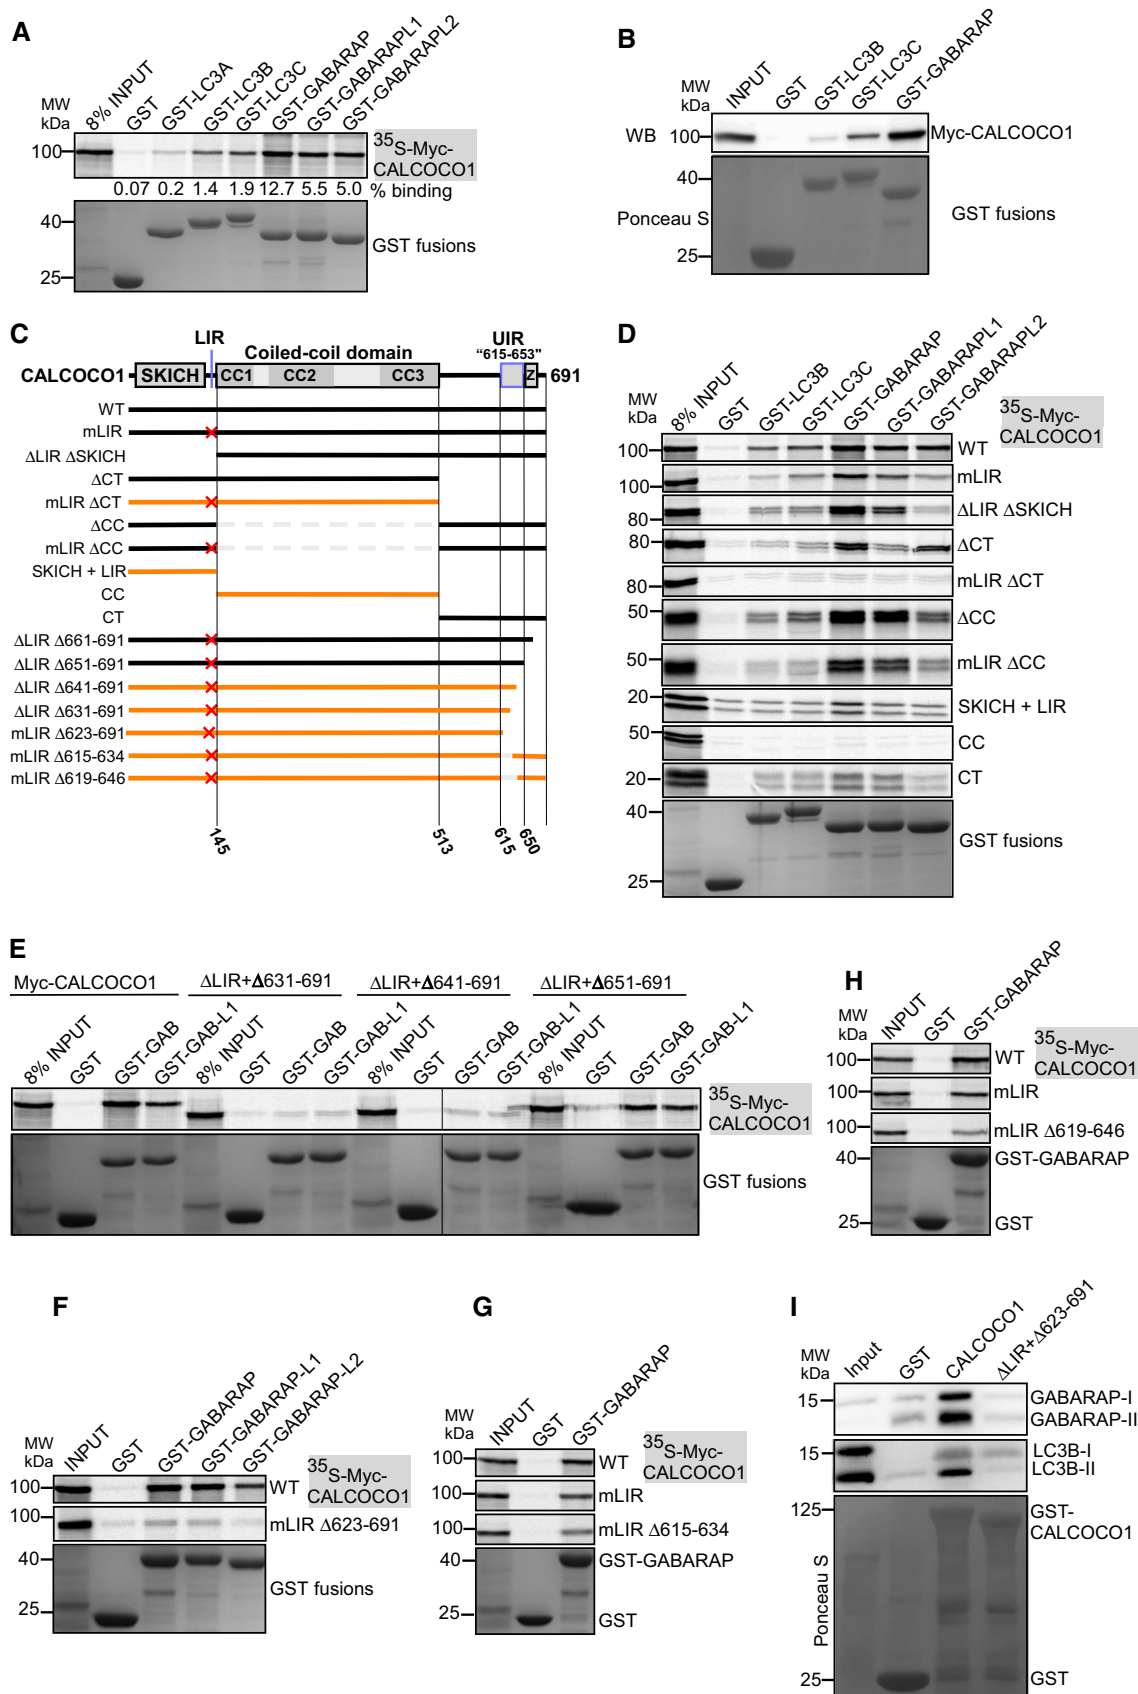 A
MW
kDa
8% INPUT
GST
GST-LC3A
GST-LC3B
GST-LC3C
GST-GABARAP
GST-GABARAPL1
GST-GABARAPL2
100
35S-Myc-
CALCOCO1
0.07 0.2 1.4 1.9 12.7 5.5 5.0 % binding
40
25
GST fusions
B
MW
kDa
INPUT
GST
GST-LC3B
GST-LC3C
GST-GABARAP
WB
100
Myc-CALCOCO1
40
Ponceau S
25
GST fusions
C
LIR
UIR
Coiled-coil domain
"615-653"
CALCOCO1 SKICH CC1 CC2 CC3 Z 691
WT
mLIR
ΔLIR ΔSKICH
ΔCT
mLIR ΔCT
ΔCC
mLIR ΔCC
SKICH + LIR
CC
CT
ΔLIR Δ661-691
ΔLIR Δ651-691
ΔLIR Δ641-691
ΔLIR Δ631-691
mLIR Δ623-691
mLIR Δ615-634
mLIR Δ619-646
145 513 615 650
D
MW
kDa
8% INPUT
GST
GST-LC3B
GST-LC3C
GST-GABARAP
GST-GABARAPL1
GST-GABARAPL2
35S-Myc-
CALCOCO1
100 WT
100 mLIR
80 ΔLIR ΔSKICH
80 ΔCT
80 mLIR ΔCT
50 ΔCC
50 mLIR ΔCC
20 SKICH + LIR
50 CC
20 CT
40
25
GST fusions
E
Myc-CALCOCO1
ΔLIR+Δ631-691
ΔLIR+Δ641-691
ΔLIR+Δ651-691
8% INPUT
GST
GST-GAB
GST-GAB-L1
8% INPUT
GST
GST-GAB
GST-GAB-L1
8% INPUT
GST
GST-GAB
GST-GAB-L1
8% INPUT
GST
GST-GAB
GST-GAB-L1
35S-Myc-
CALCOCO1
GST fusions
H
MW
kDa
INPUT
GST
GST-GABARAP
35S-Myc-
CALCOCO1
100 WT
100 mLIR
100 mLIR Δ619-646
40 GST-GABARAP
25 GST
F
MW
kDa
INPUT
GST
GST-GABARAP
GST-GABARAP-L1
GST-GABARAP-L2
35S-Myc-
CALCOCO1
100 WT
100 mLIR Δ623-691
40
25
GST fusions
G
MW
kDa
INPUT
GST
GST-GABARAP
35S-Myc-
CALCOCO1
100 WT
100 mLIR
100 mLIR Δ615-634
40 GST-GABARAP
25 GST
I
MW
kDa
Input
GST
CALCOCO1
ΔLIR+Δ623-691
15 GABARAP-I
GABARAP-II
15 LC3B-I
LC3B-II
125 GST-
CALCOCO1
Ponceau S
25 GST